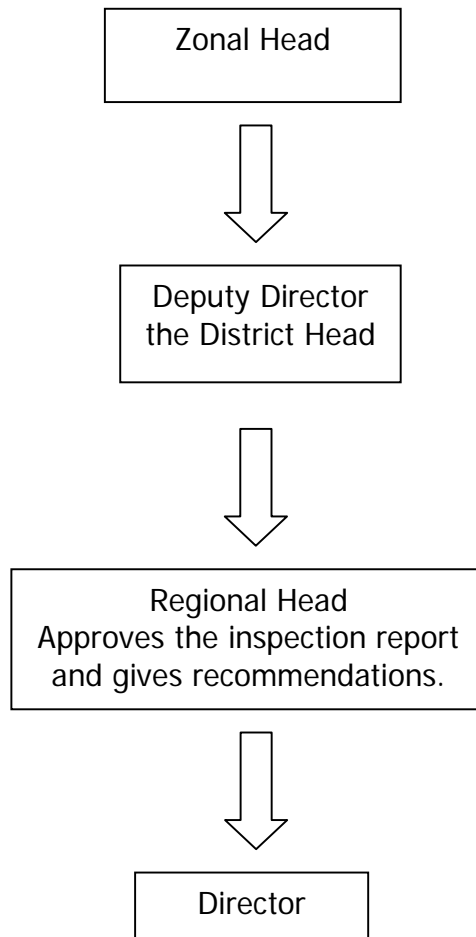 Zonal Head
Deputy Director
the District Head
Regional Head
Approves the inspection report
and gives recommendations.
Director